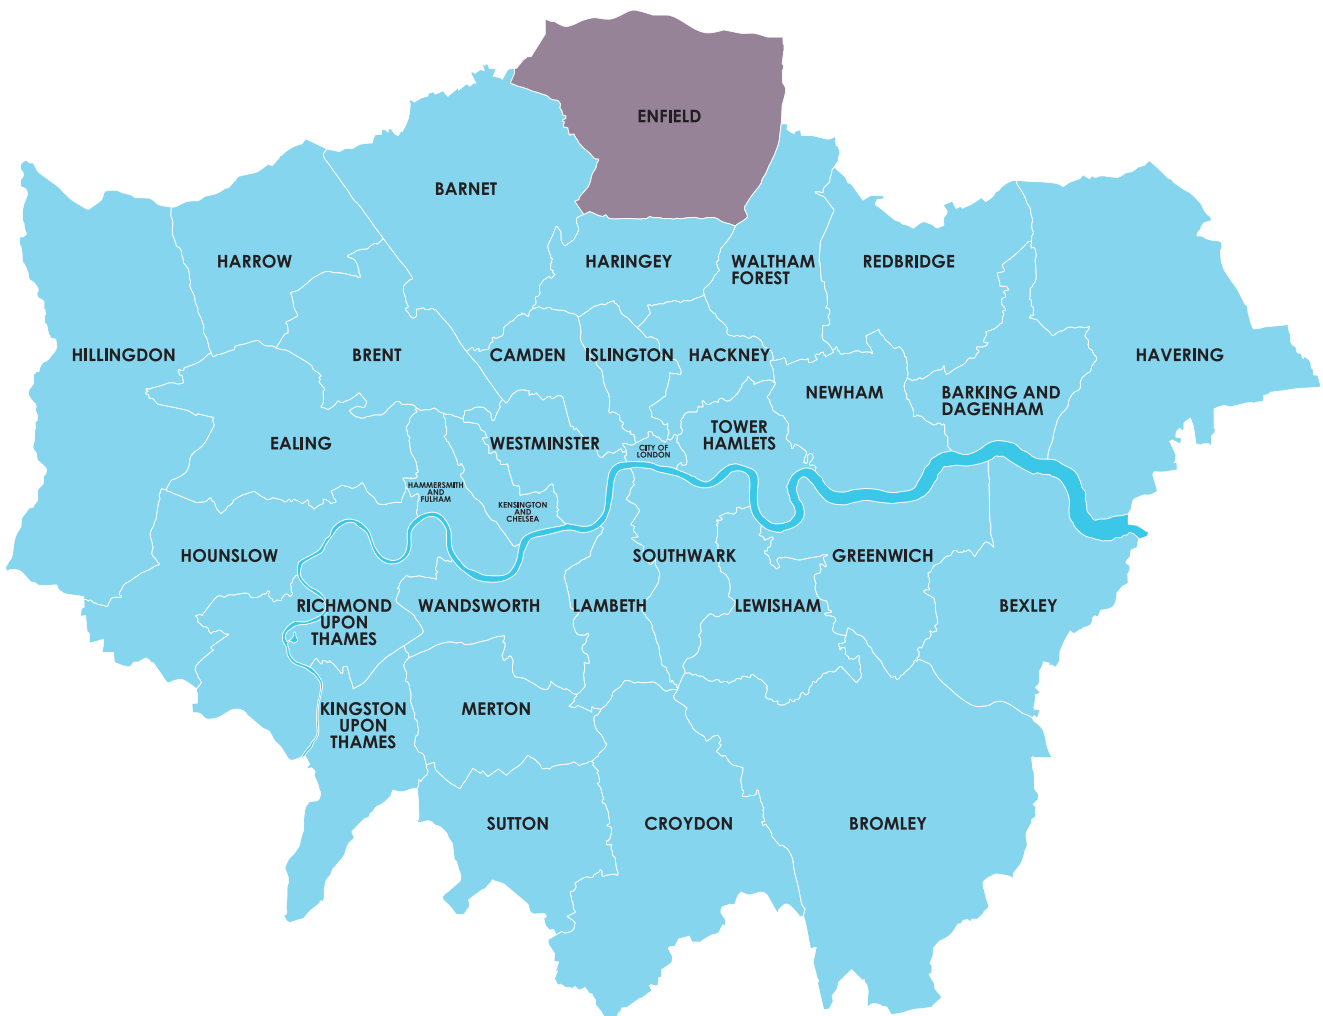 ENFIELD
BARNET
HARROW
HARINGEY
WALTHAM
FOREST
REDBRIDGE
HILLINGDON
BRENT
CAMDEN
ISLINGTON
HACKNEY
HAVERING
NEWHAM
BARKING AND
DAGENHAM
EALING
WESTMINSTER
CITY OF
LONDON
TOWER
HAMLETS
HAMMERSMITH
AND
FULHAM
KENSINGTON
AND
CHELSEA
HOUNSLOW
SOUTHWARK
GREENWICH
RICHMOND
UPON
THAMES
WANDSWORTH
LAMBETH
LEWISHAM
BEXLEY
KINGSTON
UPON
THAMES
MERTON
SUTTON
CROYDON
BROMLEY